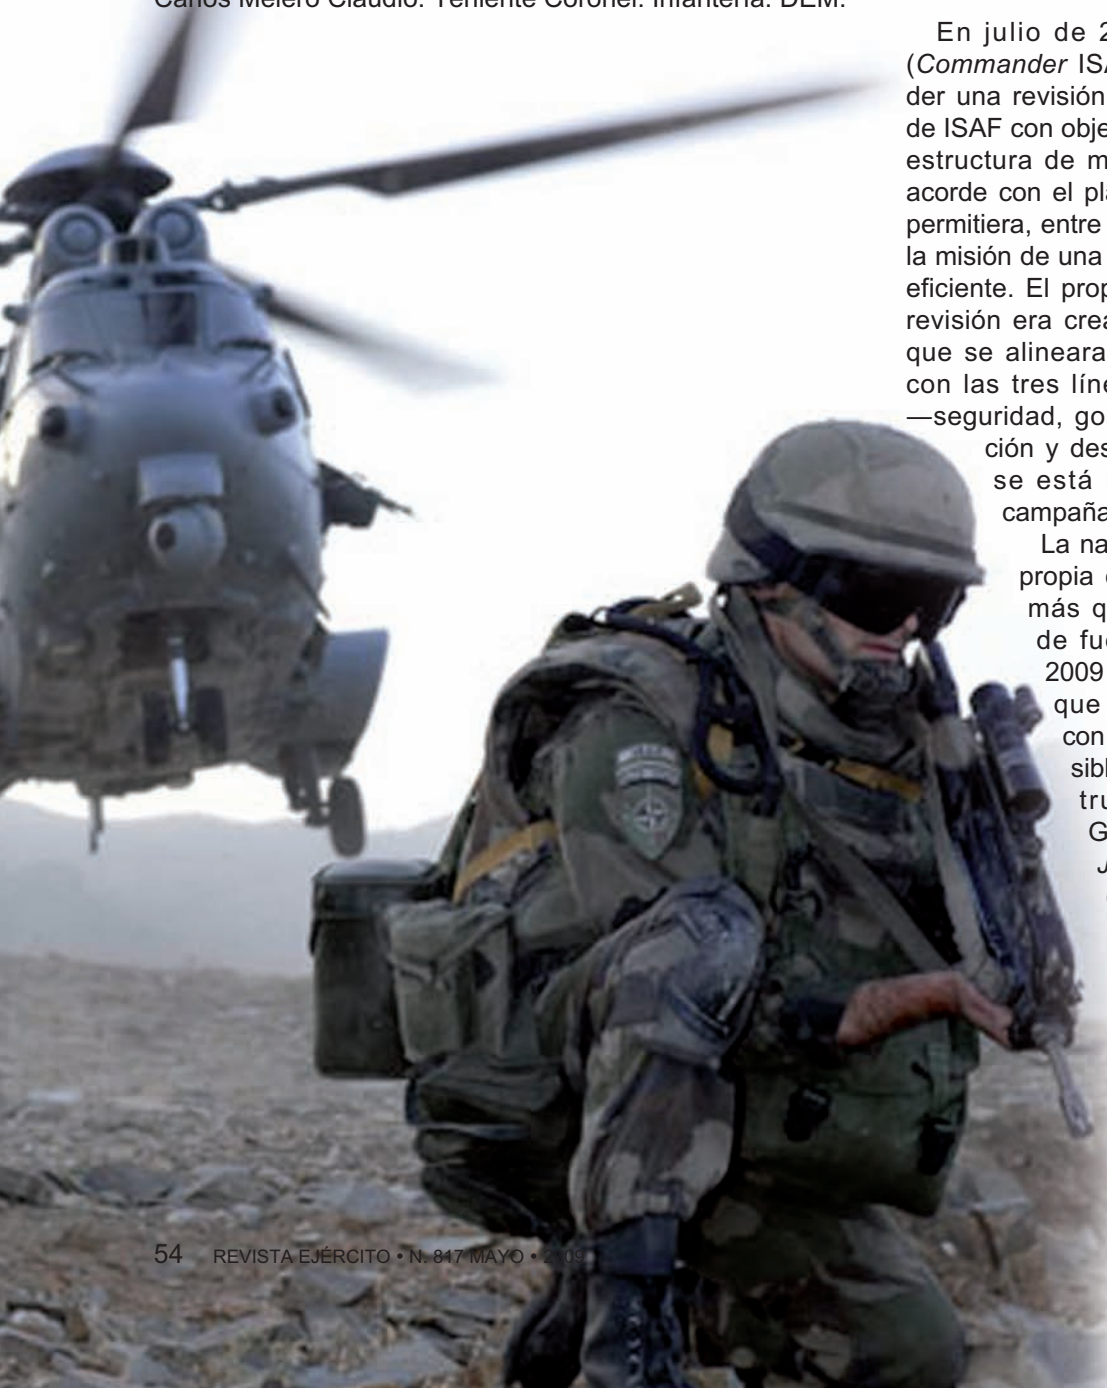 Carlos Melero Claudio. Teniente Coronel. Infantería. DEM.
En julio de 2
(Commander ISA
der una revisión
de ISAF con obje
estructura de m
acorde con el pla
permitiera, entre
la misión de una
eficiente. El prop
revisión era crea
que se alineara
con las tres líne
—seguridad, go
ción y des
se está
campaña
La na
propia
más q
de fue
2009
que
con
sibl
tru
G
J
54 REVISTA EJÉRCITO • N. 817 MAYO • 2009